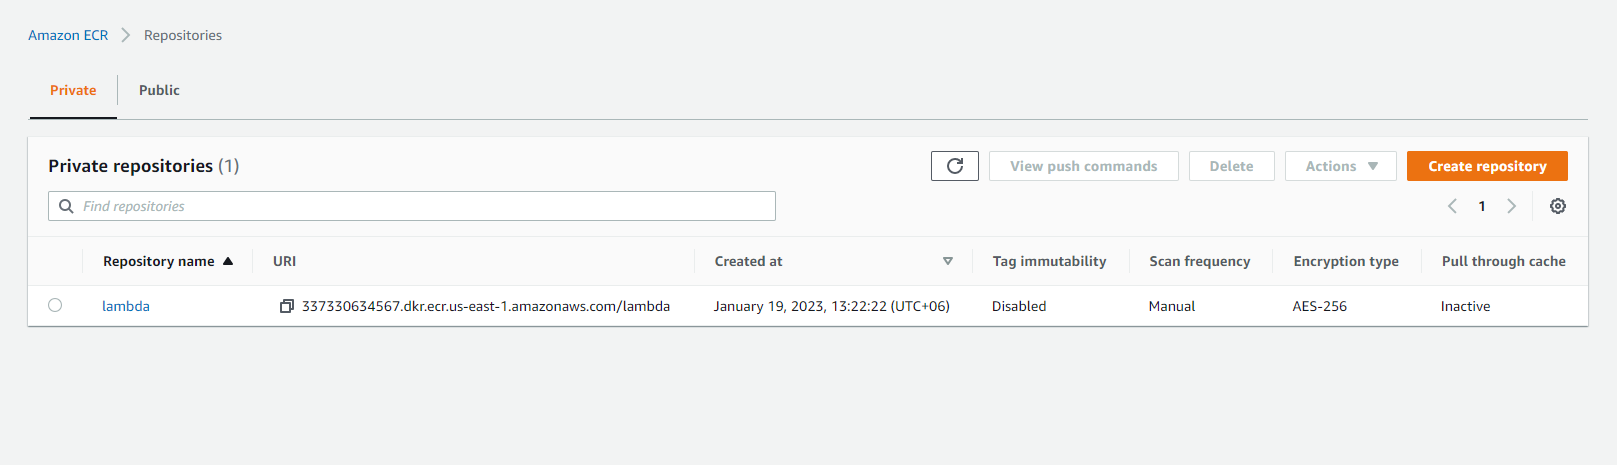 Amazon ECR > Repositories
Private Public
Private repositories (1) View push commands Delete Actions Create repository
Find repositories 1
Repository name URI Created at Tag immutability Scan frequency Encryption type Pull through cache
lambda 337330634567.dkr.ecr.us-east-1.amazonaws.com/lambda January 19, 2023, 13:22:22 (UTC+06) Disabled Manual AES-256 Inactive